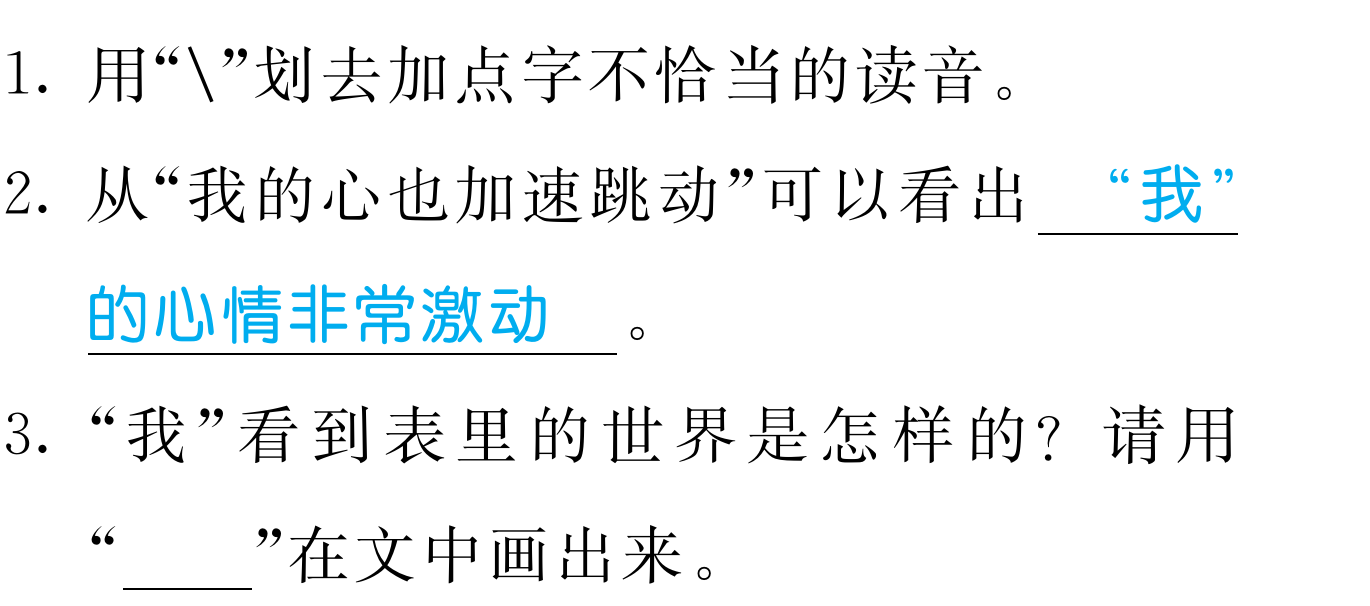 1. 用“\”划去加点字不恰当的读音。
2. 从“我的心也加速跳动”可以看出 “我”
的心情非常激动 。
3. “我”看到表里的世界是怎样的？请用
“____”在文中画出来。